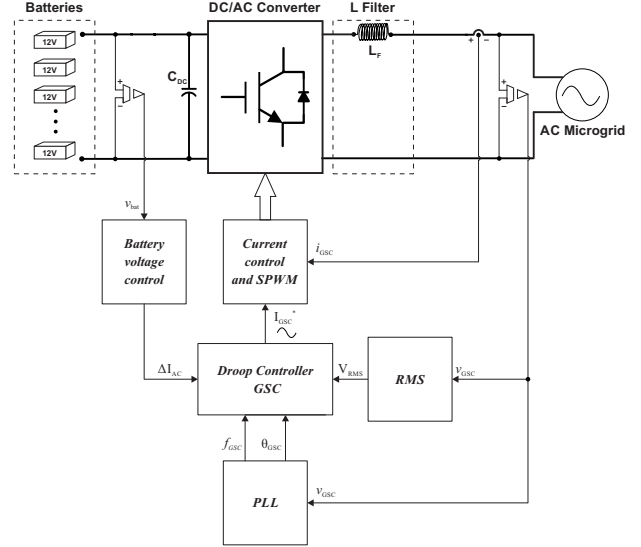 Batteries
DC/AC Converter
L Filter
12V
12V
12V
12V
+
−
C_DC
L_F
+ −
+
−
AC Microgrid
v_bat
Battery
voltage
control
Current
control
and SPWM
i_GSC
I_GSC*
ΔI_AC
Droop Controller
GSC
V_RMS
RMS
v_GSC
f_GSC
θ_GSC
PLL
v_GSC